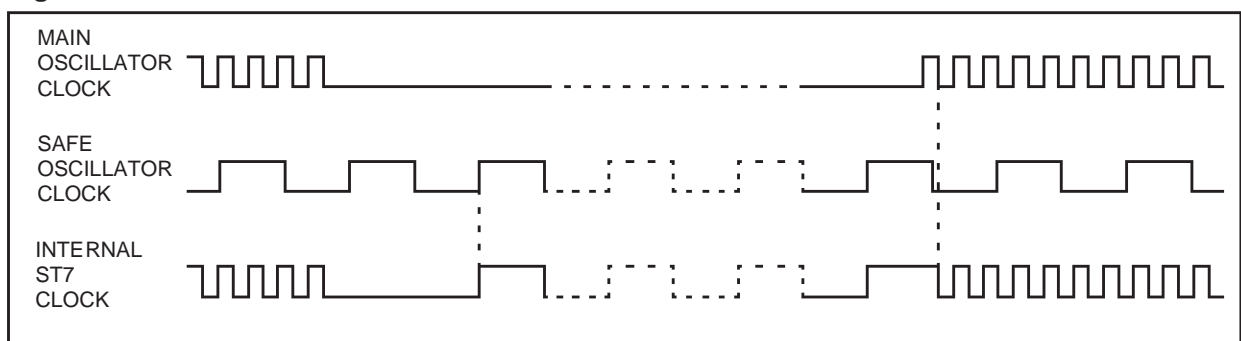 MAIN
OSCILLATOR
CLOCK
SAFE
OSCILLATOR
CLOCK
INTERNAL
ST7
CLOCK